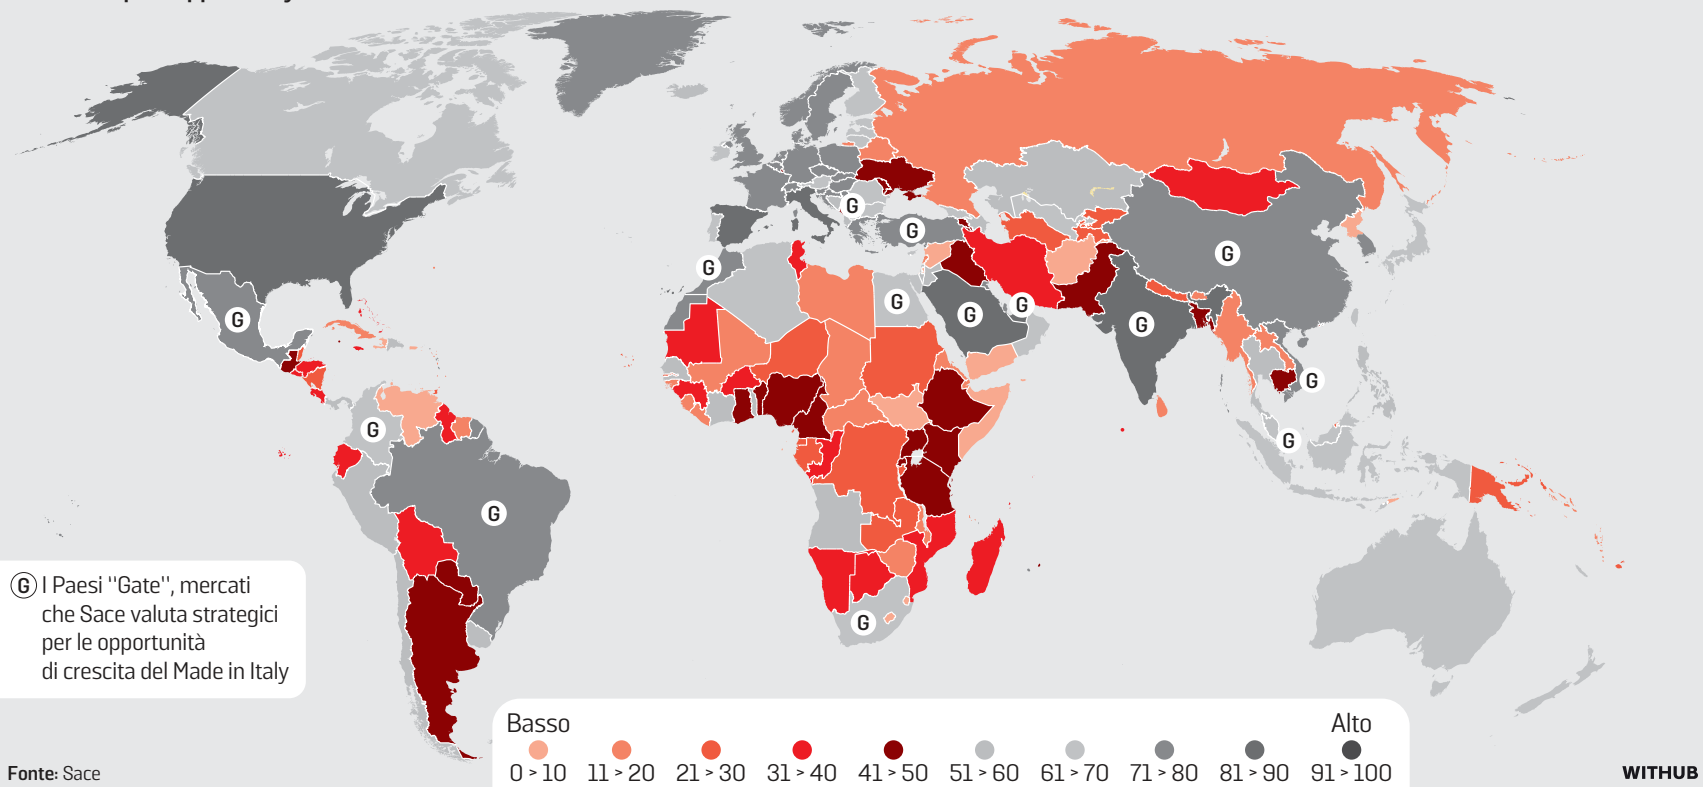 G
G
G
G
G
G
G
G
G
G
G
G
G
G
G I Paesi "Gate", mercati
che Sace valuta strategici
per le opportunità
di crescita del Made in Italy
Basso
Alto
0 > 10
11 > 20
21 > 30
31 > 40
41 > 50
51 > 60
61 > 70
71 > 80
81 > 90
91 > 100
Fonte: Sace
WITHUB